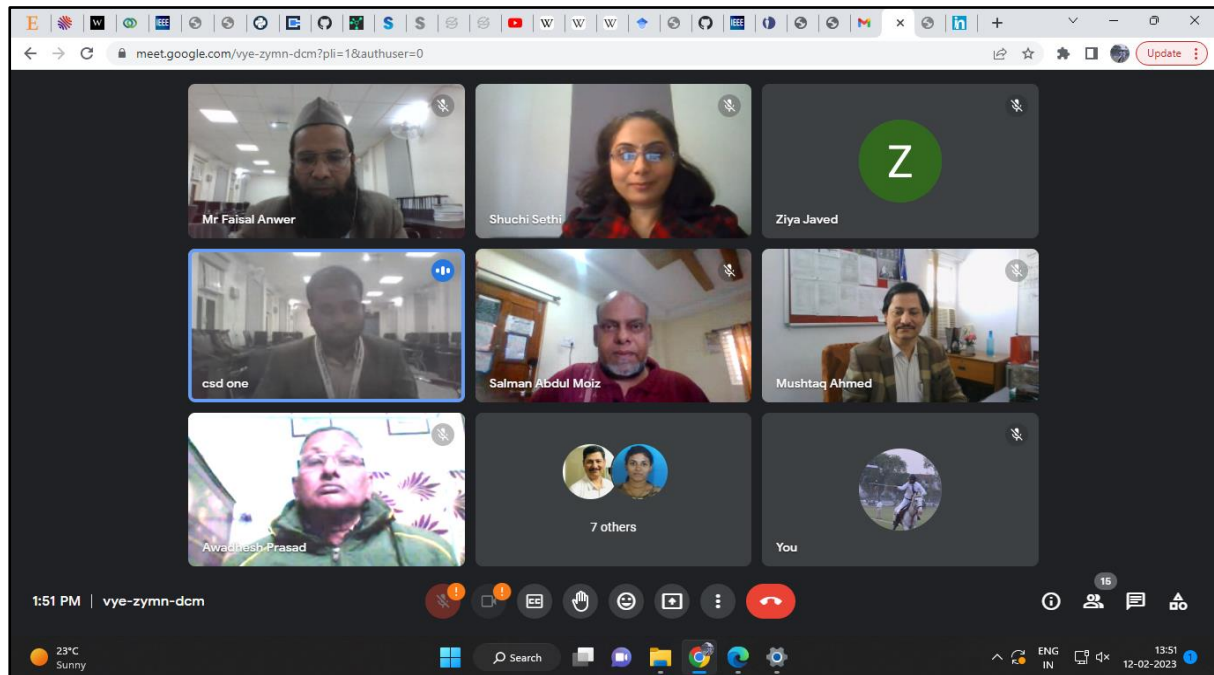 meet.google.com/vye-zymn-dcm?pli=1&authuser=0
Update
Mr Faisal Anwer
Shuchi Sethi
Z
Ziya Javed
csd one
Salman Abdul Moiz
Mushtaq Ahmed
Awadhesh Prasad
7 others
You
1:51 PM | vye-zymn-dcm
15
23°C
Sunny
Search
ENG
IN
13:51
12-02-2023
1